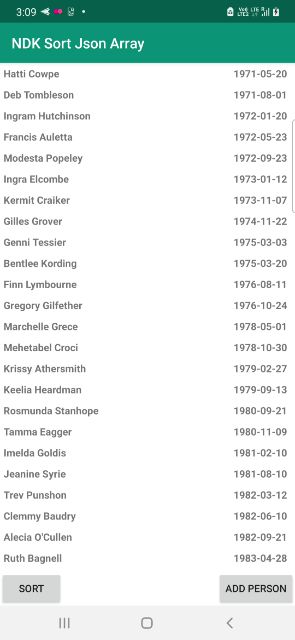 3:09
NDK Sort Json Array
Hatti Cowpe 1971-05-20
Deb Tombleson 1971-08-01
Ingram Hutchinson 1972-01-20
Francis Auletta 1972-05-23
Modesta Popeley 1972-09-23
Ingra Elcombe 1973-01-12
Kermit Craiker 1973-11-07
Gilles Grover 1974-11-22
Genni Tessier 1975-03-03
Bentlee Kording 1975-03-20
Finn Lymbourne 1976-08-11
Gregory Gilfether 1976-10-24
Marchelle Grece 1978-05-01
Mehetabel Croci 1978-10-30
Krissy Athersmith 1979-02-27
Keelia Heardman 1979-09-13
Rosmunda Stanhope 1980-09-21
Tamma Eagger 1980-11-09
Imelda Goldis 1981-02-10
Jeanine Syrie 1981-08-10
Trev Punshon 1982-03-12
Clemmy Baudry 1982-06-10
Alecia O'Cullen 1982-09-21
Ruth Bagnell 1983-04-28
SORT ADD PERSON